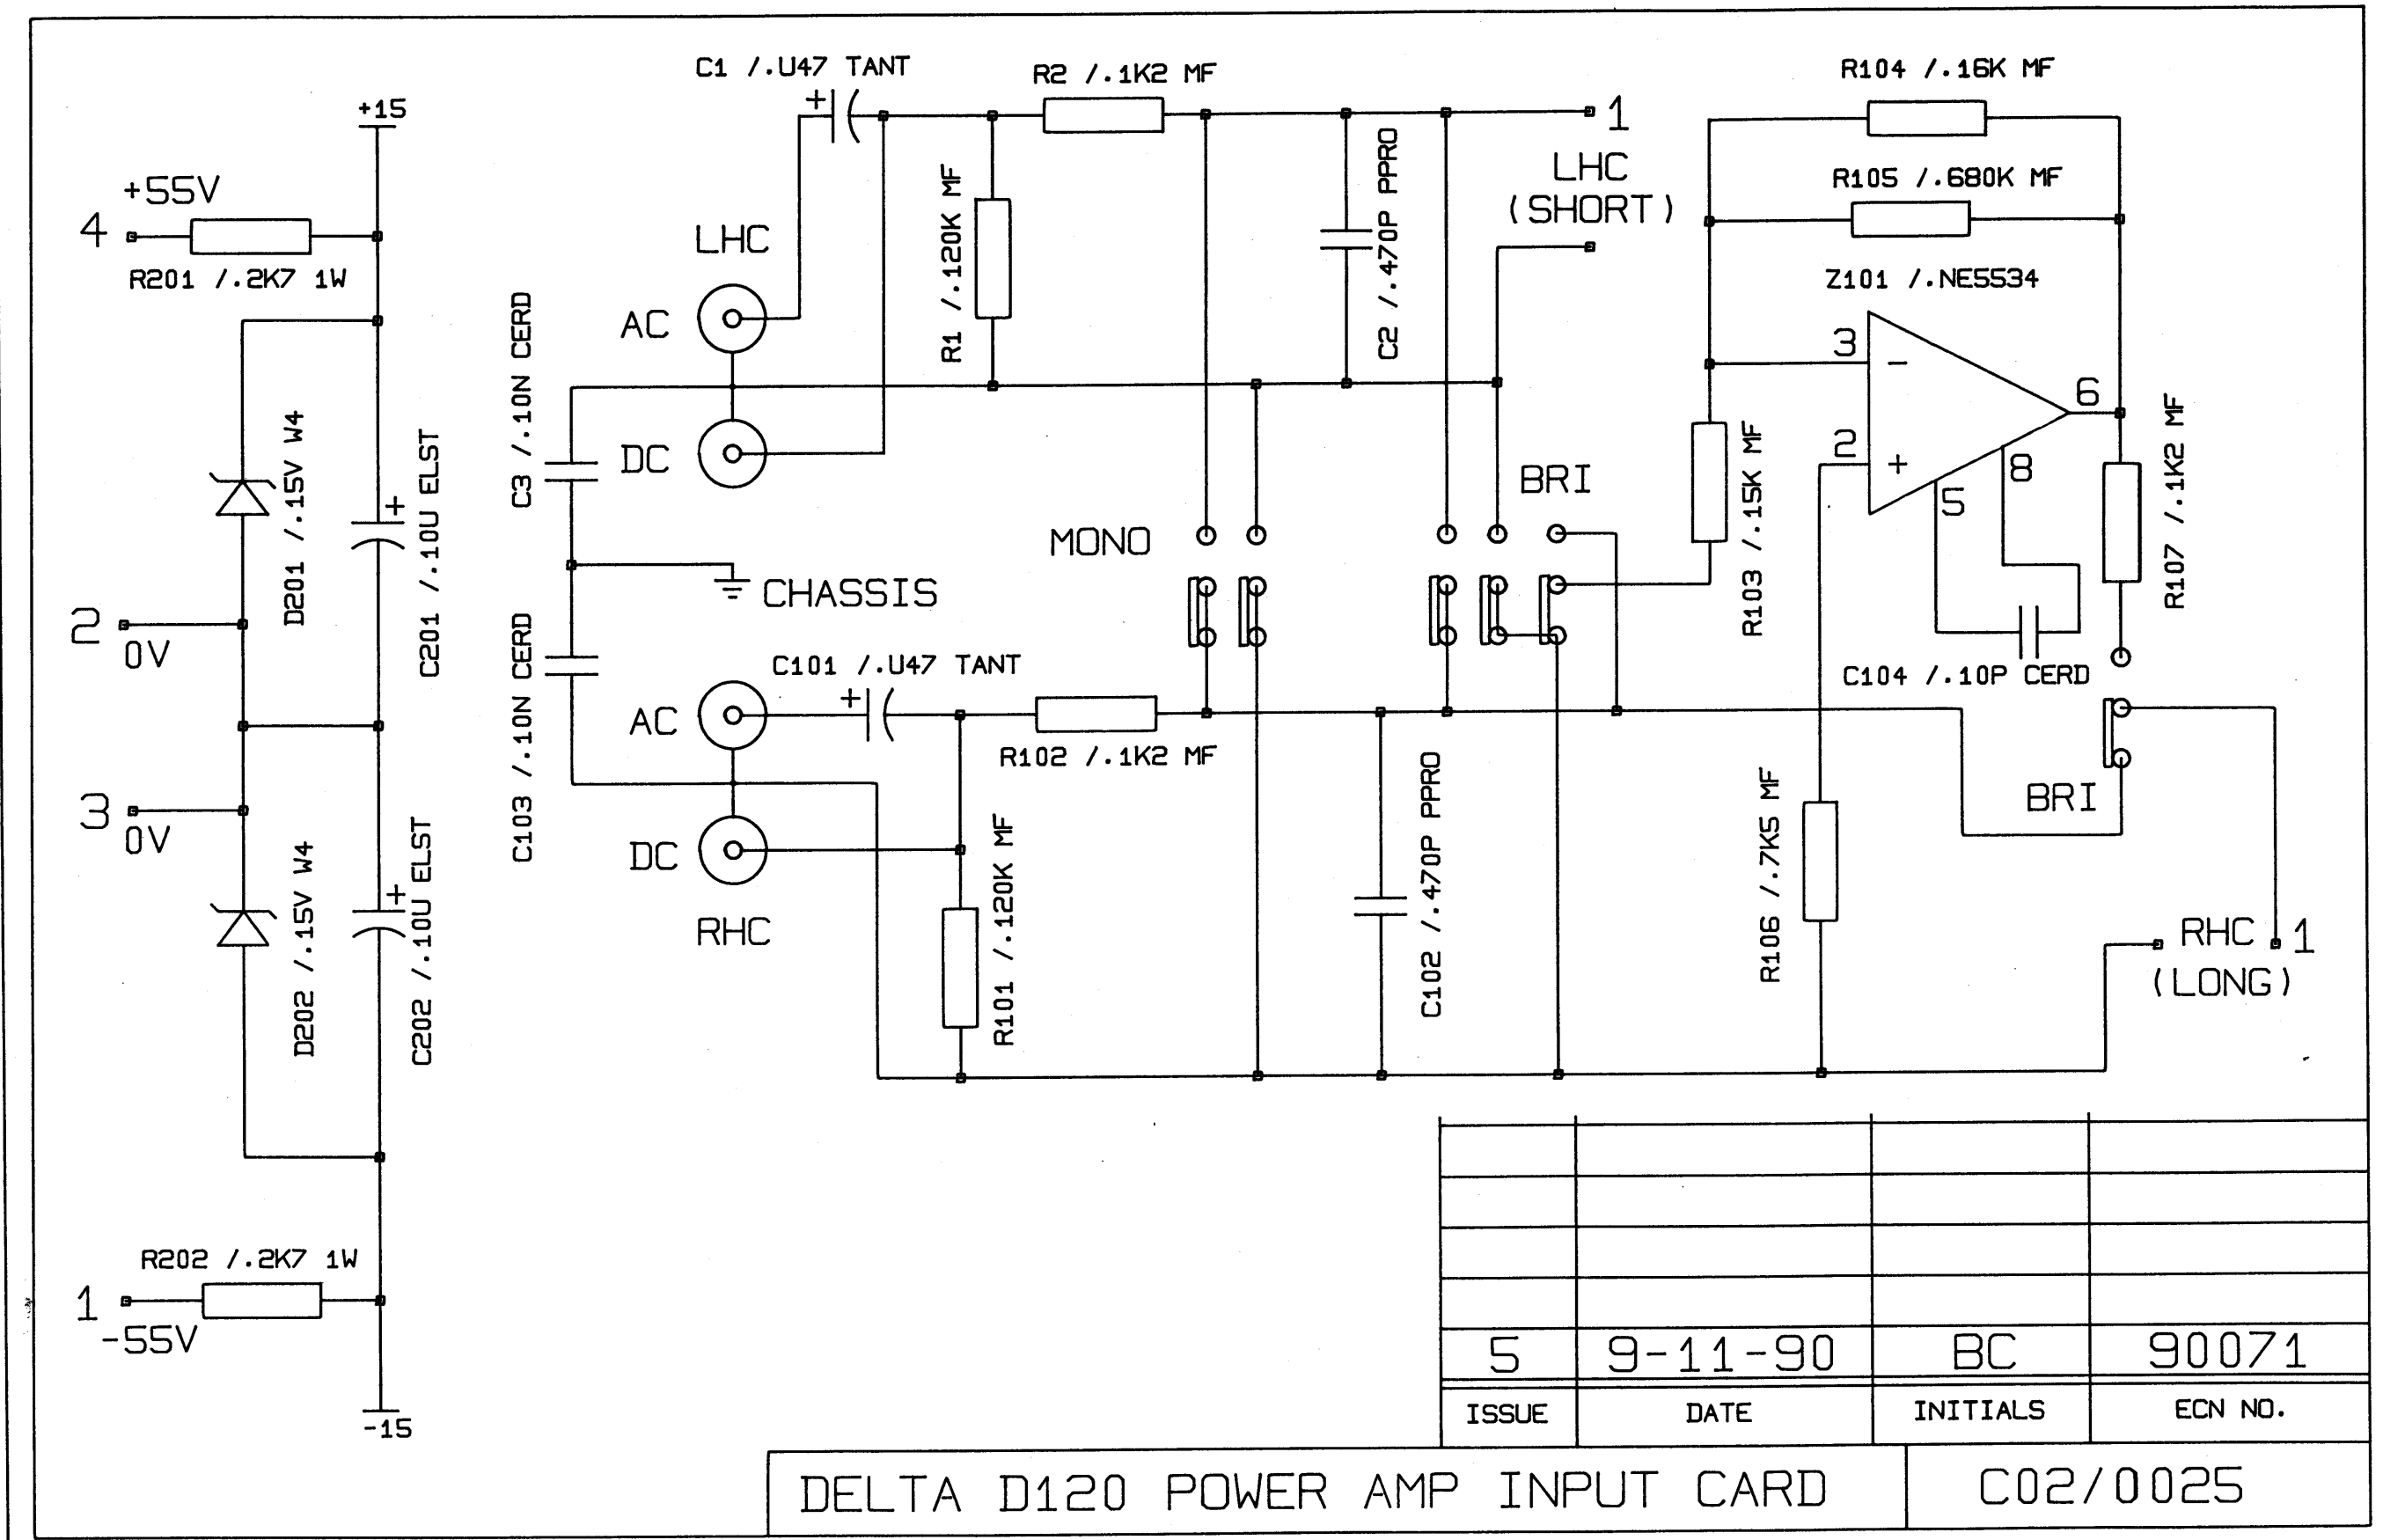 C1 /.U47 TANT
R2 /.1K2 MF
R104 /.16K MF
+15
1
LHC
(SHORT)
+55V
4
R201 /.2K7 1W
LHC
AC
DC
R1 /.120K MF
C2 /.470P PPRO
R105 /.680K MF
Z101 /.NE5534
3
-
2
+
6
5
8
C3 /.10N CERD
D201 /.15V W4
+
C201 /.10U ELST
BRI
MONO
R103 /.15K MF
R107 /.1K2 MF
CHASSIS
2
0V
C103 /.10N CERD
C101 /.U47 TANT
C104 /.10P CERD
AC
DC
RHC
R102 /.1K2 MF
R101 /.120K MF
C102 /.470P PPRO
R106 /.7K5 MF
BRI
3
0V
D202 /.15V W4
+
C202 /.10U ELST
RHC 1
(LONG)
R202 /.2K7 1W
1
-55V
-15
5 9-11-90 BC 90071
ISSUE DATE INITIALS ECN NO.
DELTA D120 POWER AMP INPUT CARD C02/0025
+
+